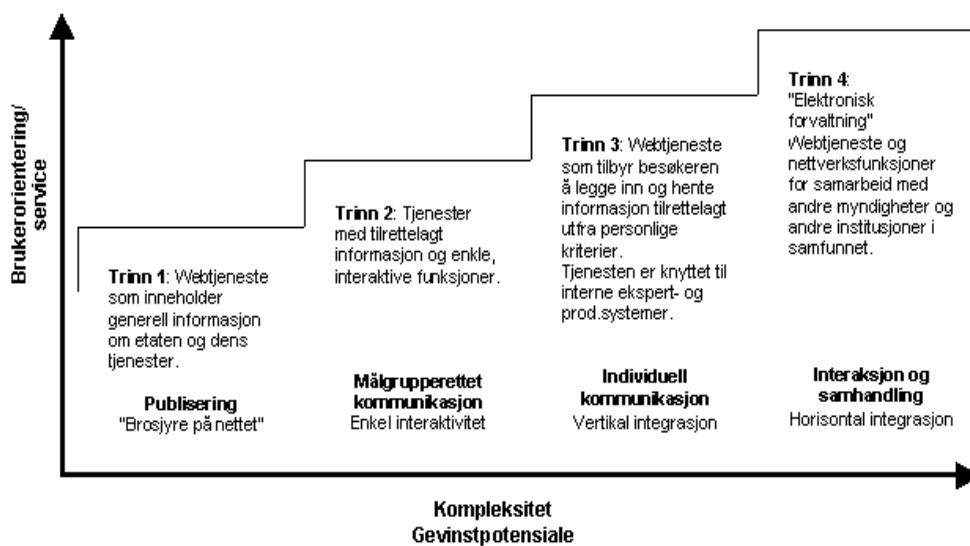 Brukerorientering/
service
Trinn 1: Webtjeneste
som inneholder
generell informasjon
om etaten og dens
tjenester.
Publisering
"Brosjyre på nettet"
Trinn 2: Tjenester
med tilrettelagt
informasjon og enkle,
interaktive funksjoner.
Målgrupperettet
kommunikasjon
Enkel interaktivitet
Trinn 3: Webtjeneste
som tilbyr besøkeren
å legge inn og hente
informasjon tilrettelagt
utfra personlige
kriterier.
Tjenesten er knyttet til
interne ekspert- og
prod.systemer.
Individuell
kommunikasjon
Vertikal integrasjon
Trinn 4:
"Elektronisk
forvaltning"
Webtjeneste og
nettverksfunksjoner
for samarbeid med
andre myndigheter og
andre institusjoner i
samfunnet.
Interaksjon og
samhandling
Horisontal integrasjon
Kompleksitet
Gevinstpotensiale